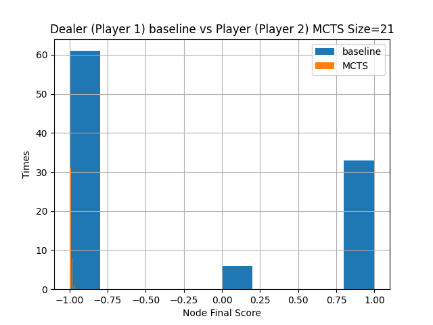 Dealer (Player 1) baseline vs Player (Player 2) MCTS Size=21
baseline
MCTS
60
50
40
30
20
10
0
Times
−1.00 −0.75 −0.50 −0.25 0.00 0.25 0.50 0.75 1.00
Node Final Score